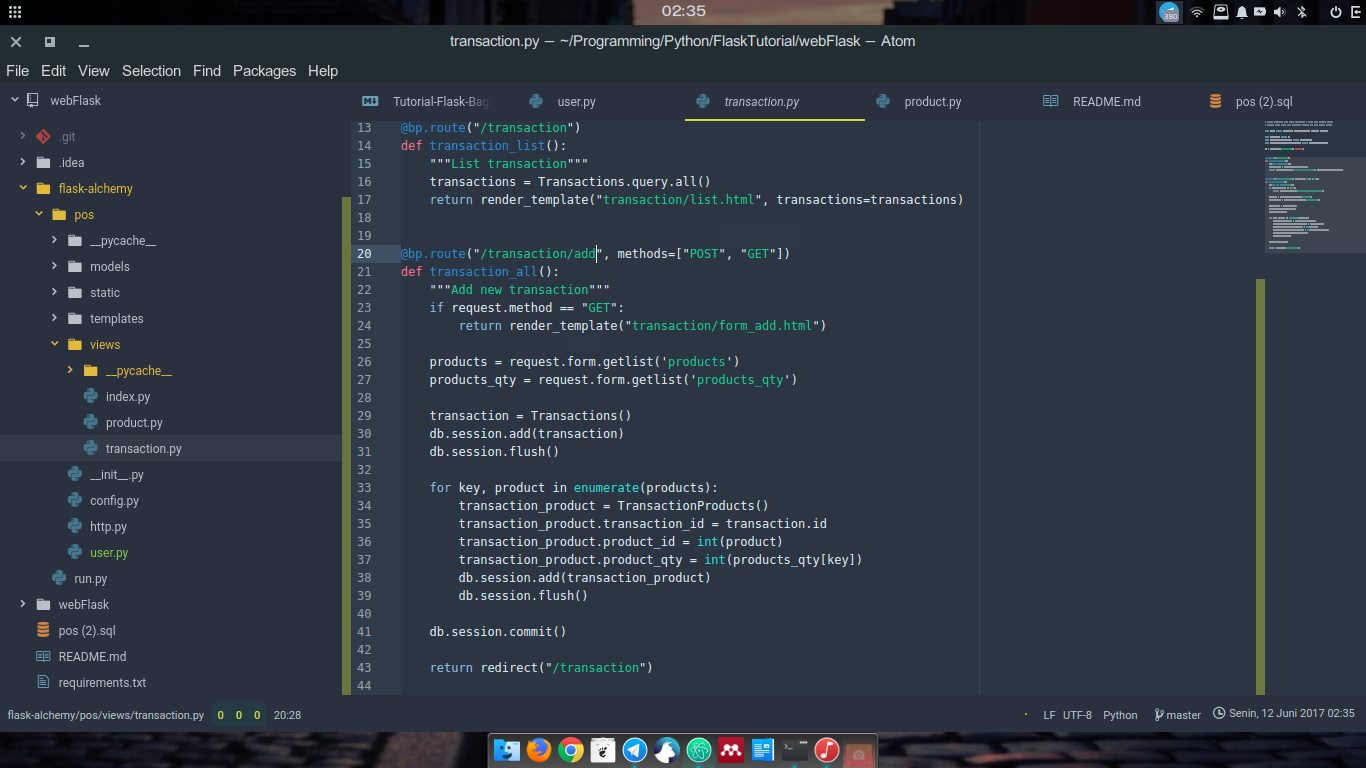 02:35
380
transaction.py — ~/Programming/Python/FlaskTutorial/webFlask — Atom
File Edit View Selection Find Packages Help
webFlask
.git
.idea
flask-alchemy
pos
__pycache__
models
static
templates
views
__pycache__
index.py
product.py
transaction.py
__init__.py
config.py
http.py
user.py
run.py
webFlask
pos (2).sql
README.md
requirements.txt
Tutorial-Flask-Bag user.py transaction.py product.py README.md pos (2).sql
13 @bp.route("/transaction")
14 def transaction_list():
15     """List transaction"""
16     transactions = Transactions.query.all()
17     return render_template("transaction/list.html", transactions=transactions)
18
19
20 @bp.route("/transaction/add", methods=["POST", "GET"])
21 def transaction_all():
22     """Add new transaction"""
23     if request.method == "GET":
24         return render_template("transaction/form_add.html")
25
26     products = request.form.getlist('products')
27     products_qty = request.form.getlist('products_qty')
28
29     transaction = Transactions()
30     db.session.add(transaction)
31     db.session.flush()
32
33     for key, product in enumerate(products):
34         transaction_product = TransactionProducts()
35         transaction_product.transaction_id = transaction.id
36         transaction_product.product_id = int(product)
37         transaction_product.product_qty = int(products_qty[key])
38         db.session.add(transaction_product)
39         db.session.flush()
40
41     db.session.commit()
42
43     return redirect("/transaction")
44
flask-alchemy/pos/views/transaction.py 0 0 0 20:28 LF UTF-8 Python master Senin, 12 Juni 2017 02:35